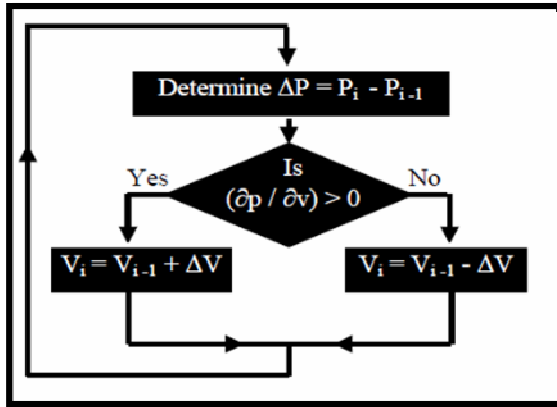 Determine ΔP = Pᵢ - Pᵢ₋₁
Is
(∂p / ∂v) > 0
Yes
No
Vᵢ = Vᵢ₋₁ + ΔV
Vᵢ = Vᵢ₋₁ - ΔV